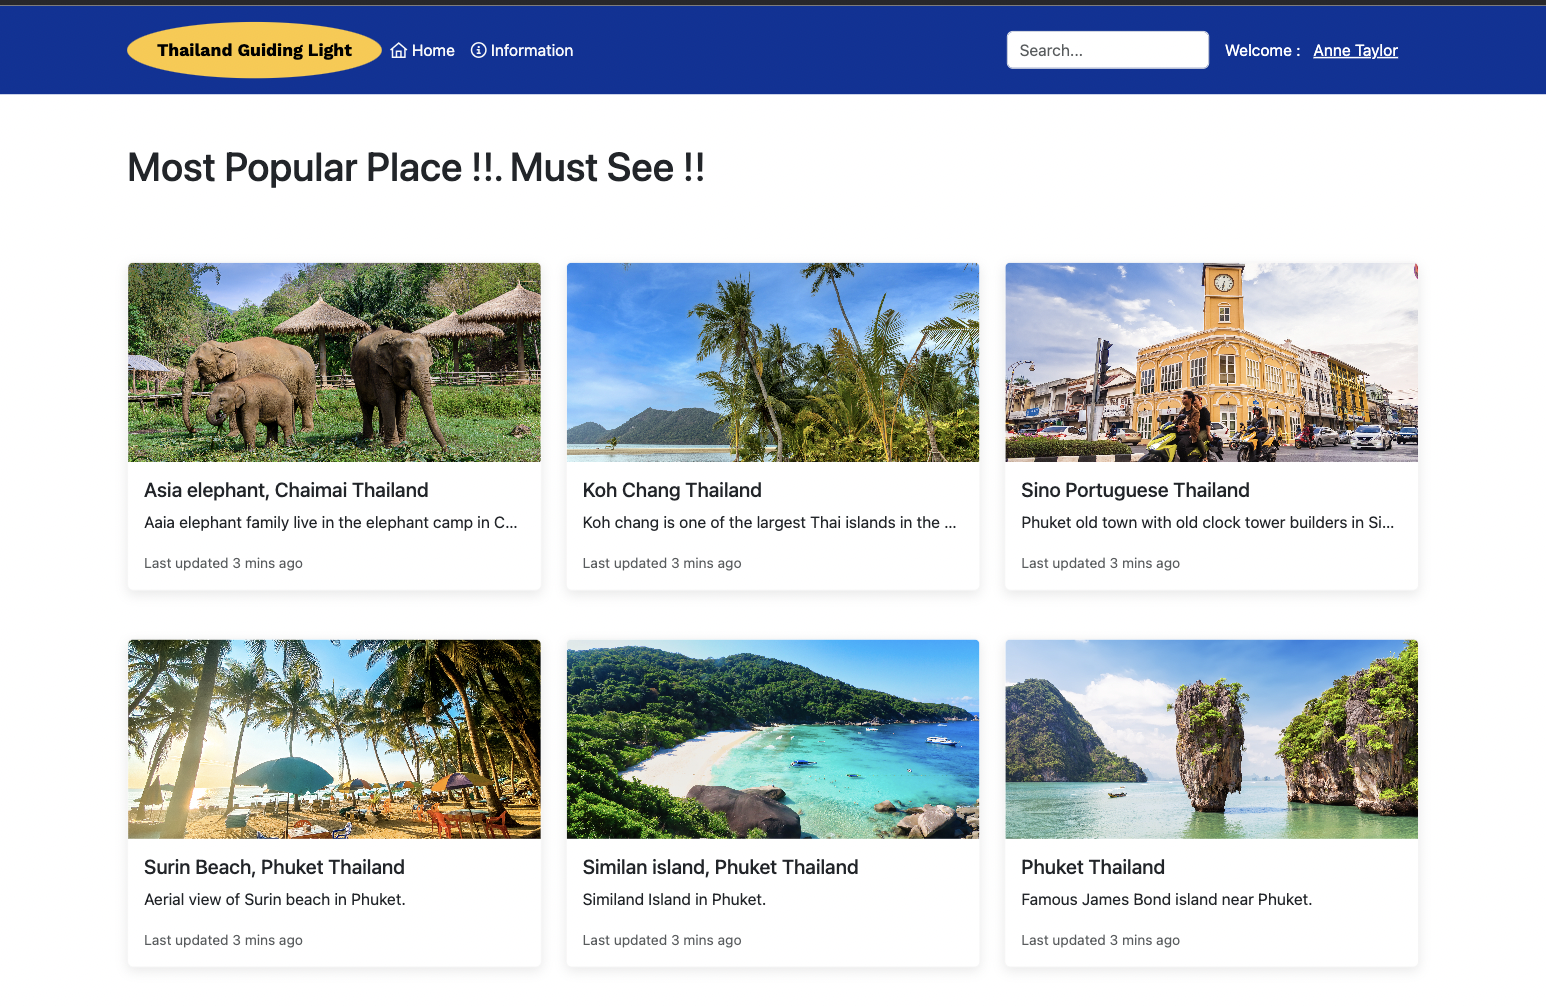 Thailand Guiding Light Home Information Search... Welcome : Anne Taylor
Most Popular Place !!. Must See !!
Asia elephant, Chaimai Thailand
Aaia elephant family live in the elephant camp in C...
Last updated 3 mins ago
Koh Chang Thailand
Koh chang is one of the largest Thai islands in the ...
Last updated 3 mins ago
Sino Portuguese Thailand
Phuket old town with old clock tower builders in Si...
Last updated 3 mins ago
Surin Beach, Phuket Thailand
Aerial view of Surin beach in Phuket.
Last updated 3 mins ago
Similan island, Phuket Thailand
Similand Island in Phuket.
Last updated 3 mins ago
Phuket Thailand
Famous James Bond island near Phuket.
Last updated 3 mins ago